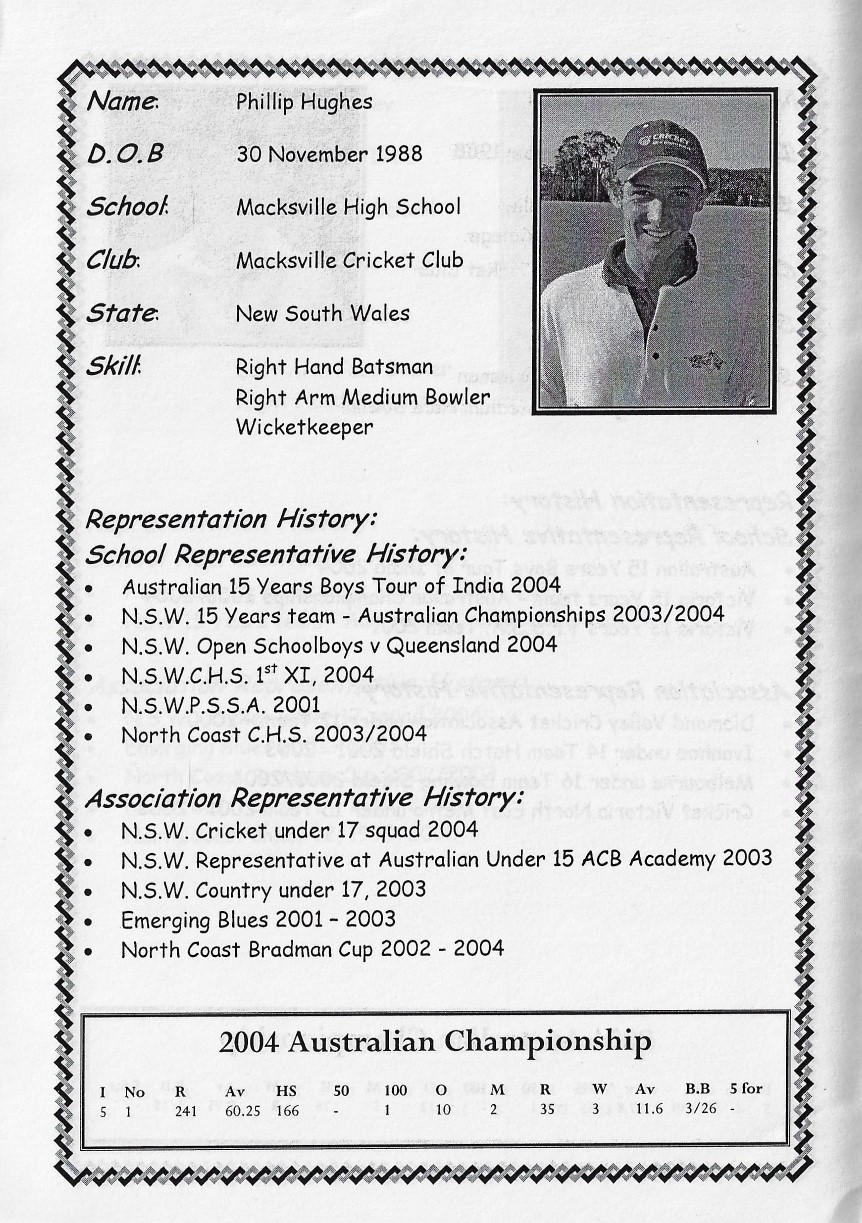 Name: Phillip Hughes
D.O.B 30 November 1988
School: Macksville High School
Club: Macksville Cricket Club
State: New South Wales
Skill: Right Hand Batsman
Right Arm Medium Bowler
Wicketkeeper
CRICKET
Representation History:
School Representative History:
• Australian 15 Years Boys Tour of India 2004
• N.S.W. 15 Years team - Australian Championships 2003/2004
• N.S.W. Open Schoolboys v Queensland 2004
• N.S.W.C.H.S. 1st XI, 2004
• N.S.W.P.S.S.A. 2001
• North Coast C.H.S. 2003/2004
Association Representative History:
• N.S.W. Cricket under 17 squad 2004
• N.S.W. Representative at Australian Under 15 ACB Academy 2003
• N.S.W. Country under 17, 2003
• Emerging Blues 2001 – 2003
• North Coast Bradman Cup 2002 - 2004
2004 Australian Championship
I No R Av HS 50 100 O M R W Av B.B 5 for
5 1 241 60.25 166 - 1 10 2 35 3 11.6 3/26 -